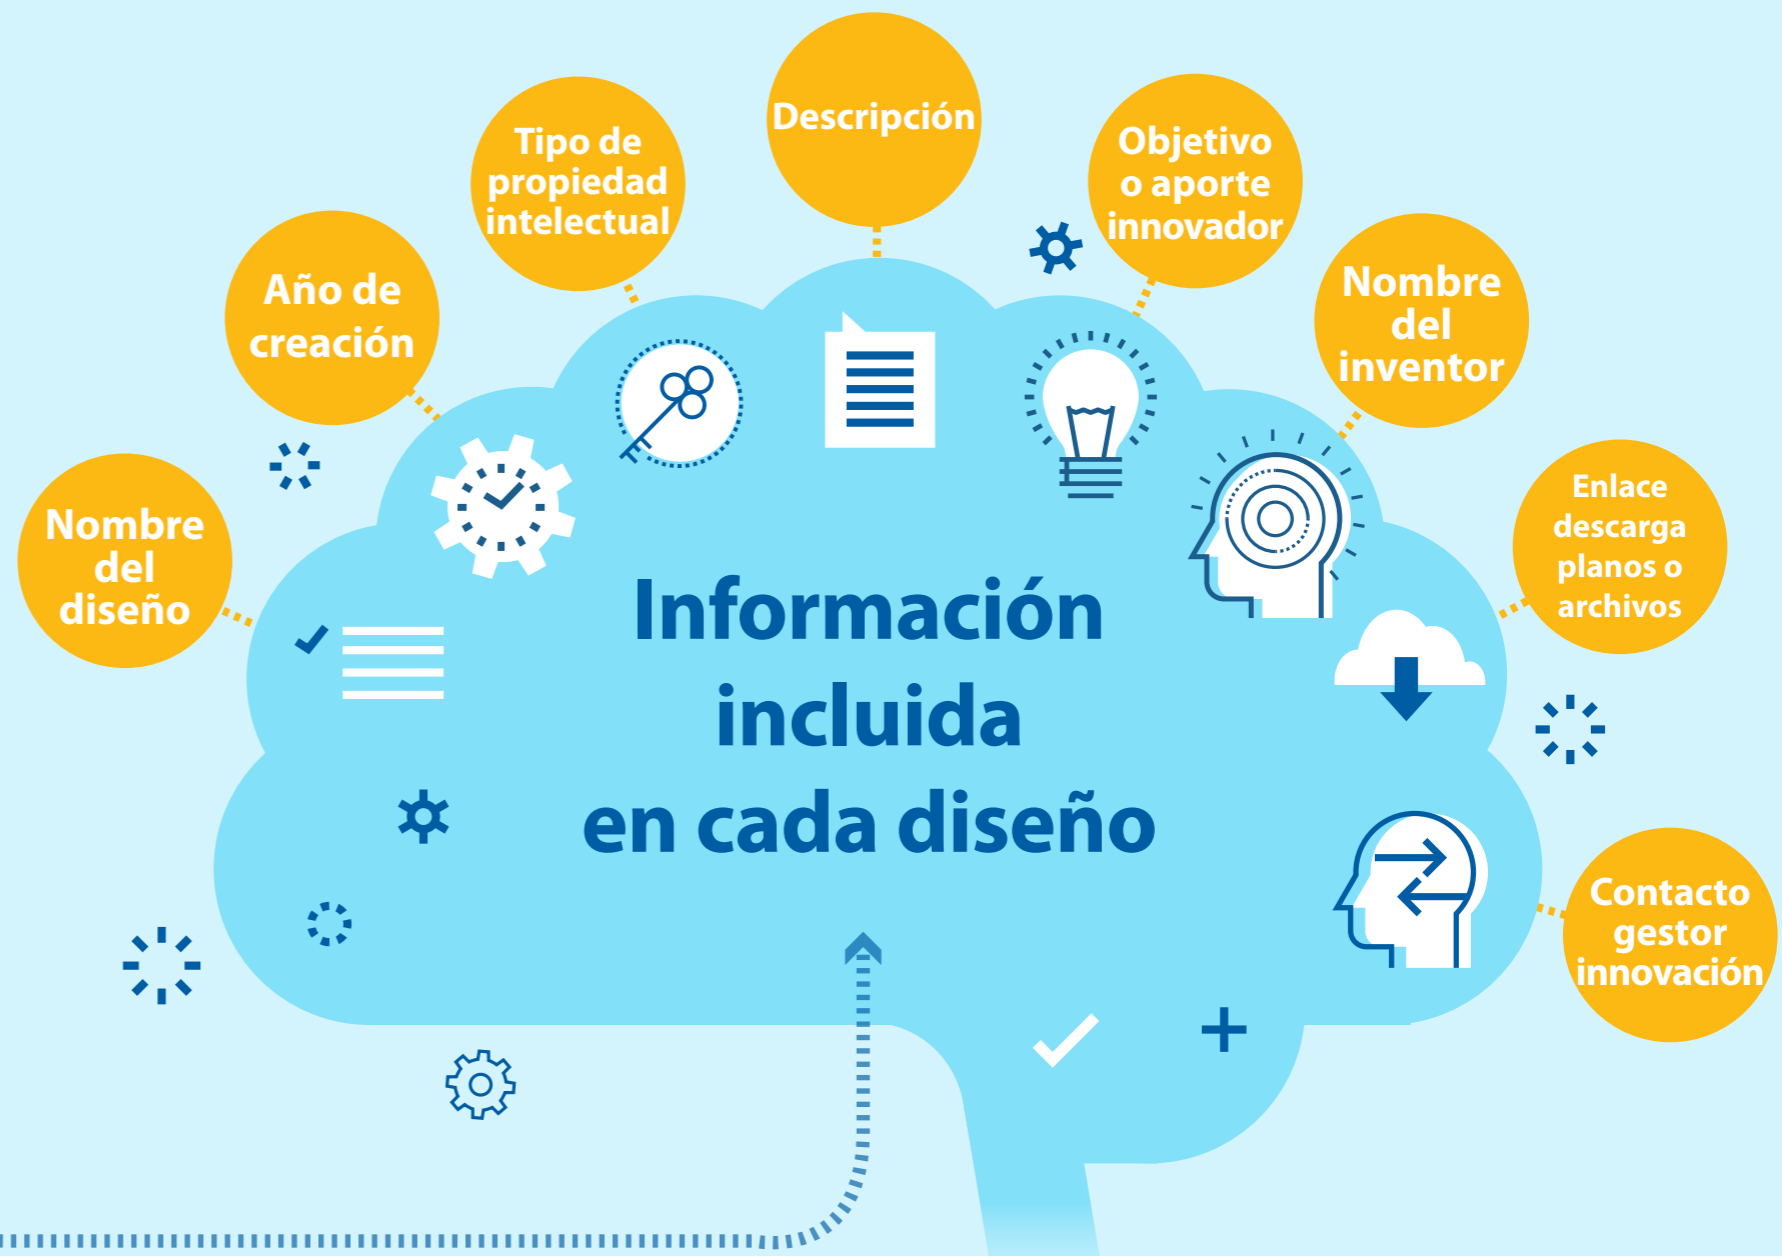 Nombre
del
diseño
Año de
creación
Tipo de
propiedad
intelectual
Descripción
Objetivo
o aporte
innovador
Nombre
del
inventor
Enlace
descarga
planos o
archivos
Contacto
gestor
innovación
Información
incluida
en cada diseño